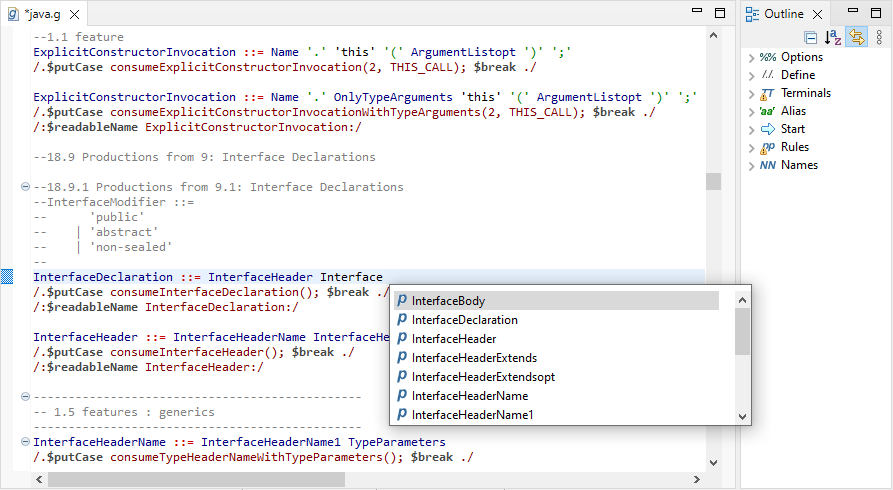 *java.g
--1.1 feature
ExplicitConstructorInvocation ::= Name '.' 'this' '(' ArgumentListopt ')' ';'
/.$putCase consumeExplicitConstructorInvocation(2, THIS_CALL); $break ./
ExplicitConstructorInvocation ::= Name '.' OnlyTypeArguments 'this' '(' ArgumentListopt ')' ';'
/.$putCase consumeExplicitConstructorInvocationWithTypeArguments(2, THIS_CALL); $break ./
/:$readableName ExplicitConstructorInvocation:/
--18.9 Productions from 9: Interface Declarations
--18.9.1 Productions from 9.1: Interface Declarations
--InterfaceModifier ::=
--      'public'
--    | 'abstract'
--    | 'non-sealed'
--
InterfaceDeclaration ::= InterfaceHeader Interface
/.$putCase consumeInterfaceDeclaration(); $break ./
/:$readableName InterfaceDeclaration:/
InterfaceHeader ::= InterfaceHeaderName InterfaceHe
/.$putCase consumeInterfaceHeader(); $break ./
/:$readableName InterfaceHeader:/
-----------------------------------------------
-- 1.5 features : generics
-----------------------------------------------
InterfaceHeaderName ::= InterfaceHeaderName1 TypeParameters
/.$putCase consumeTypeHeaderNameWithTypeParameters(); $break ./
p InterfaceBody
p InterfaceDeclaration
p InterfaceHeader
p InterfaceHeaderExtends
p InterfaceHeaderExtendsopt
p InterfaceHeaderName
p InterfaceHeaderName1
Outline
%% Options
/./. Define
TT Terminals
'aa' Alias
Start
pp Rules
NN Names